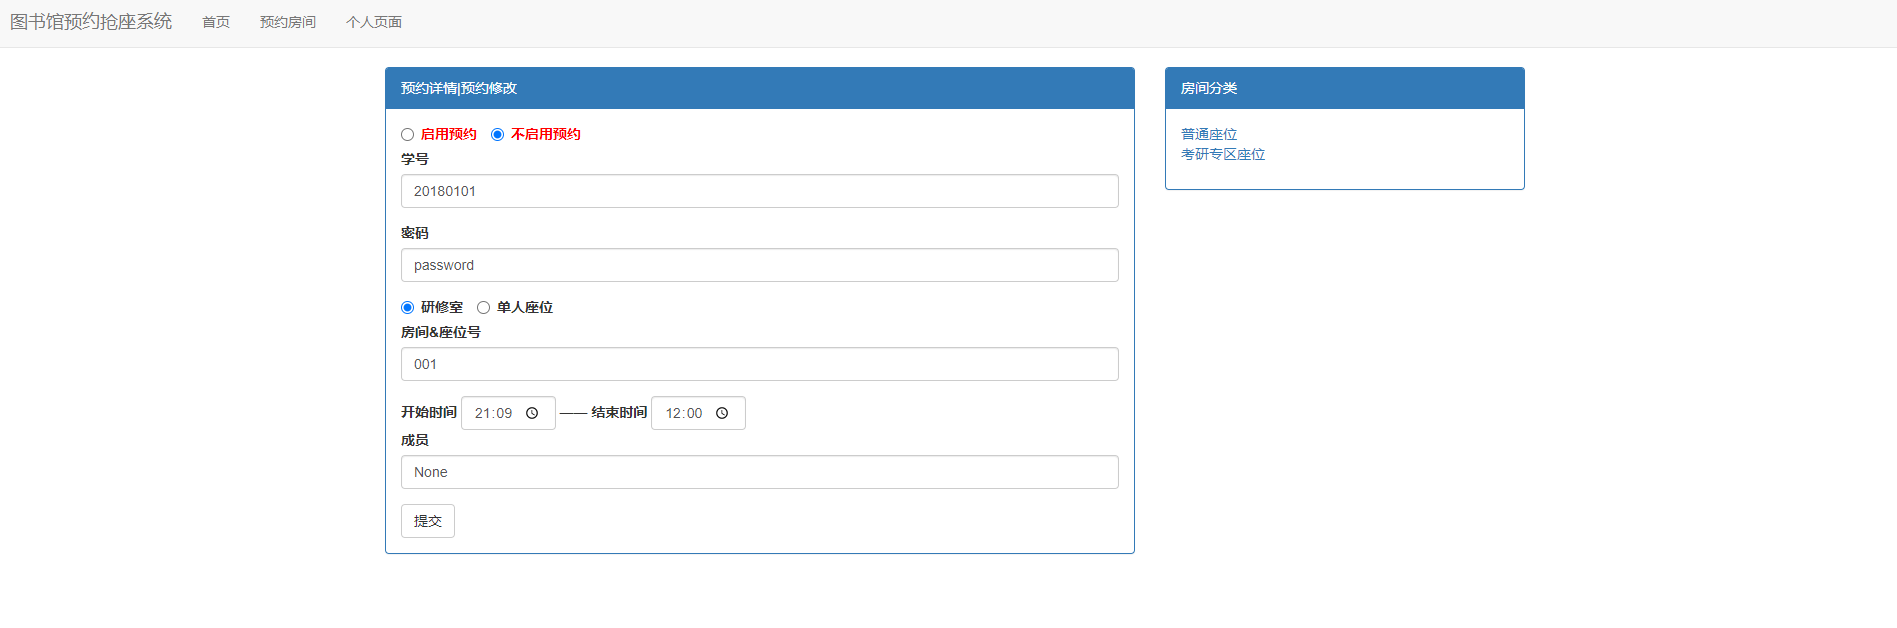 图书馆预约抢座系统 首页 预约房间 个人页面
预约详情|预约修改
启用预约 不启用预约
学号
20180101
密码
password
研修室 单人座位
房间&座位号
001
开始时间 21:09 —— 结束时间 12:00
成员
None
提交
房间分类
普通座位
考研专区座位